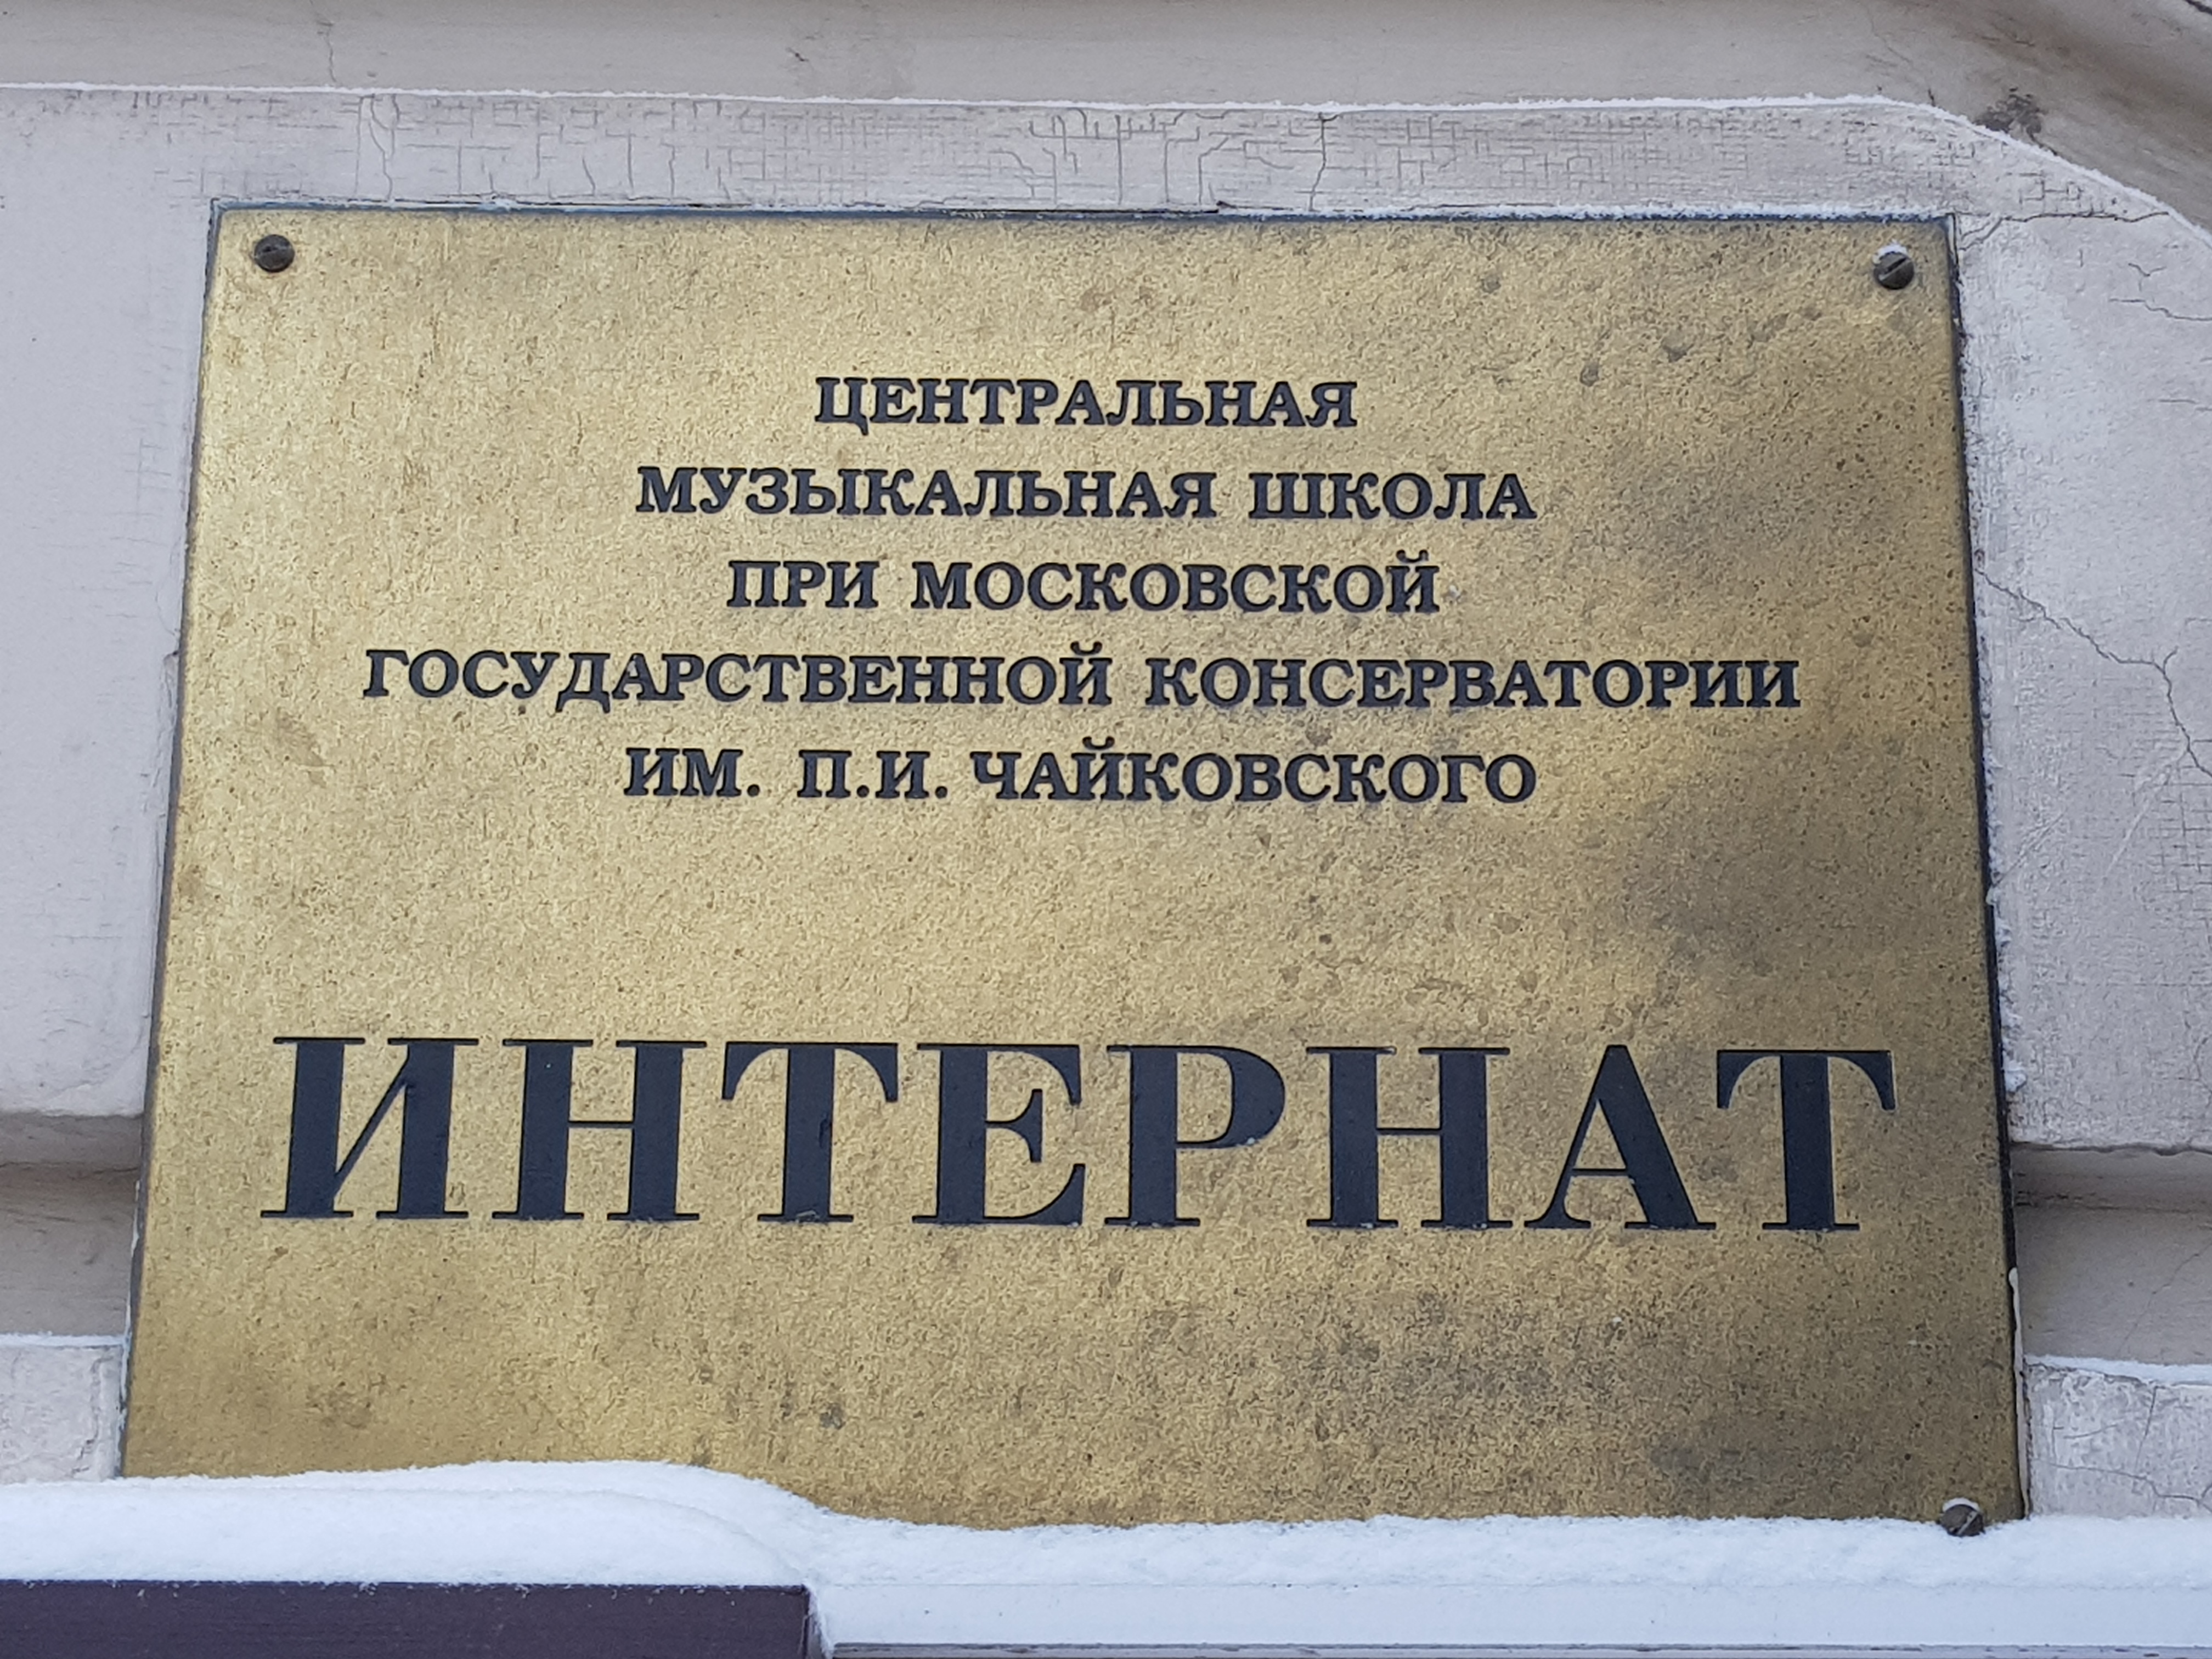 ЦЕНТРАЛЬНАЯ
МУЗЫКАЛЬНАЯ ШКОЛА
ПРИ МОСКОВСКОЙ
ГОСУДАРСТВЕННОЙ КОНСЕРВАТОРИИ
ИМ. П.И. ЧАЙКОВСКОГО
ИНТЕРНАТ